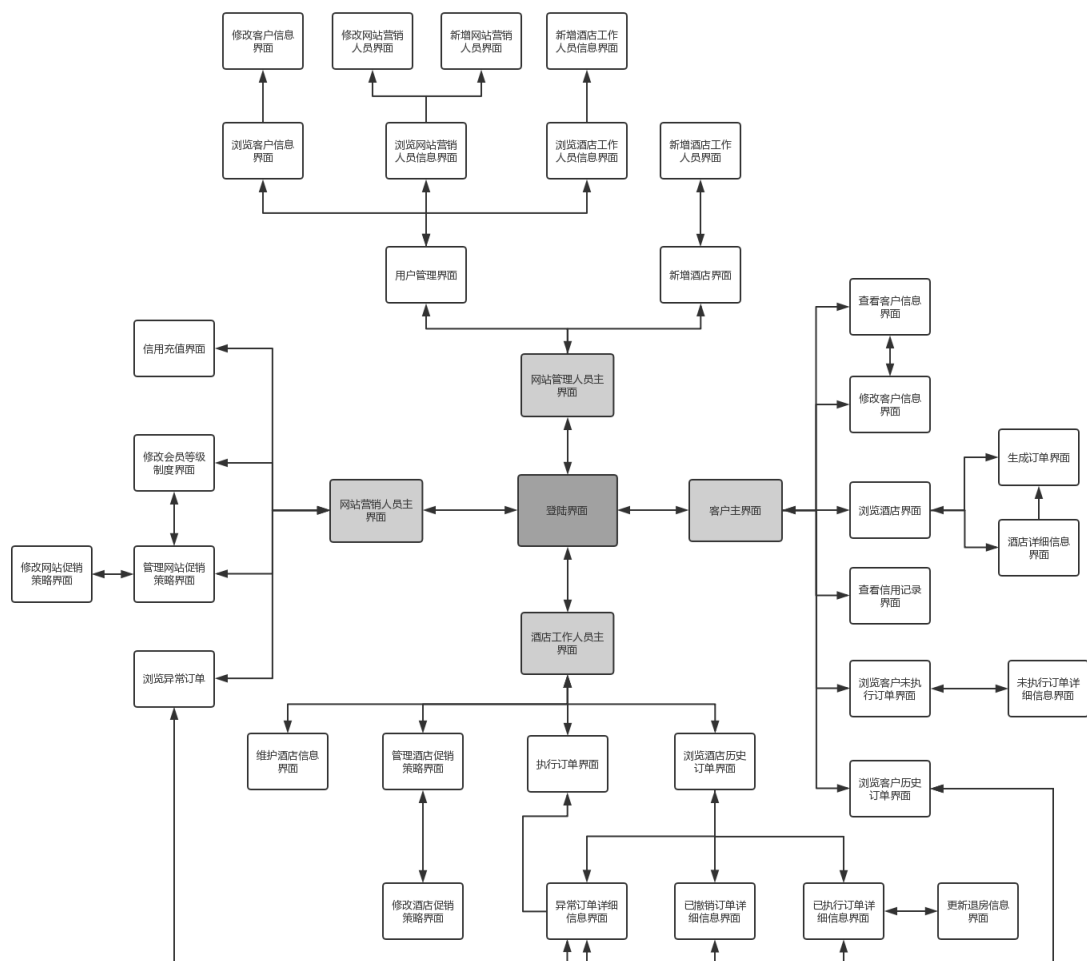 修改客户信息
界面
修改网站营销
人员界面
新增网站营销
人员界面
新增酒店工作
人员信息界面
浏览客户信息
界面
浏览网站营销
人员信息界面
浏览酒店工作
人员信息界面
新增酒店工作
人员界面
用户管理界面
新增酒店界面
查看客户信息
界面
信用充值界面
网站管理人员主
界面
修改客户信息
界面
修改会员等级
制度界面
生成订单界面
网站营销人员主
界面
登陆界面
客户主界面
浏览酒店界面
酒店详细信息
界面
修改网站促销
策略界面
管理网站促销
策略界面
查看信用记录
界面
酒店工作人员主
界面
浏览异常订单
浏览客户未执
行订单界面
未执行订单详
细信息界面
维护酒店信息
界面
管理酒店促销
策略界面
执行订单界面
浏览酒店历史
订单界面
浏览客户历史
订单界面
修改酒店促销
策略界面
异常订单详细
信息界面
已撤销订单详
细信息界面
已执行订单详
细信息界面
更新退房信息
界面